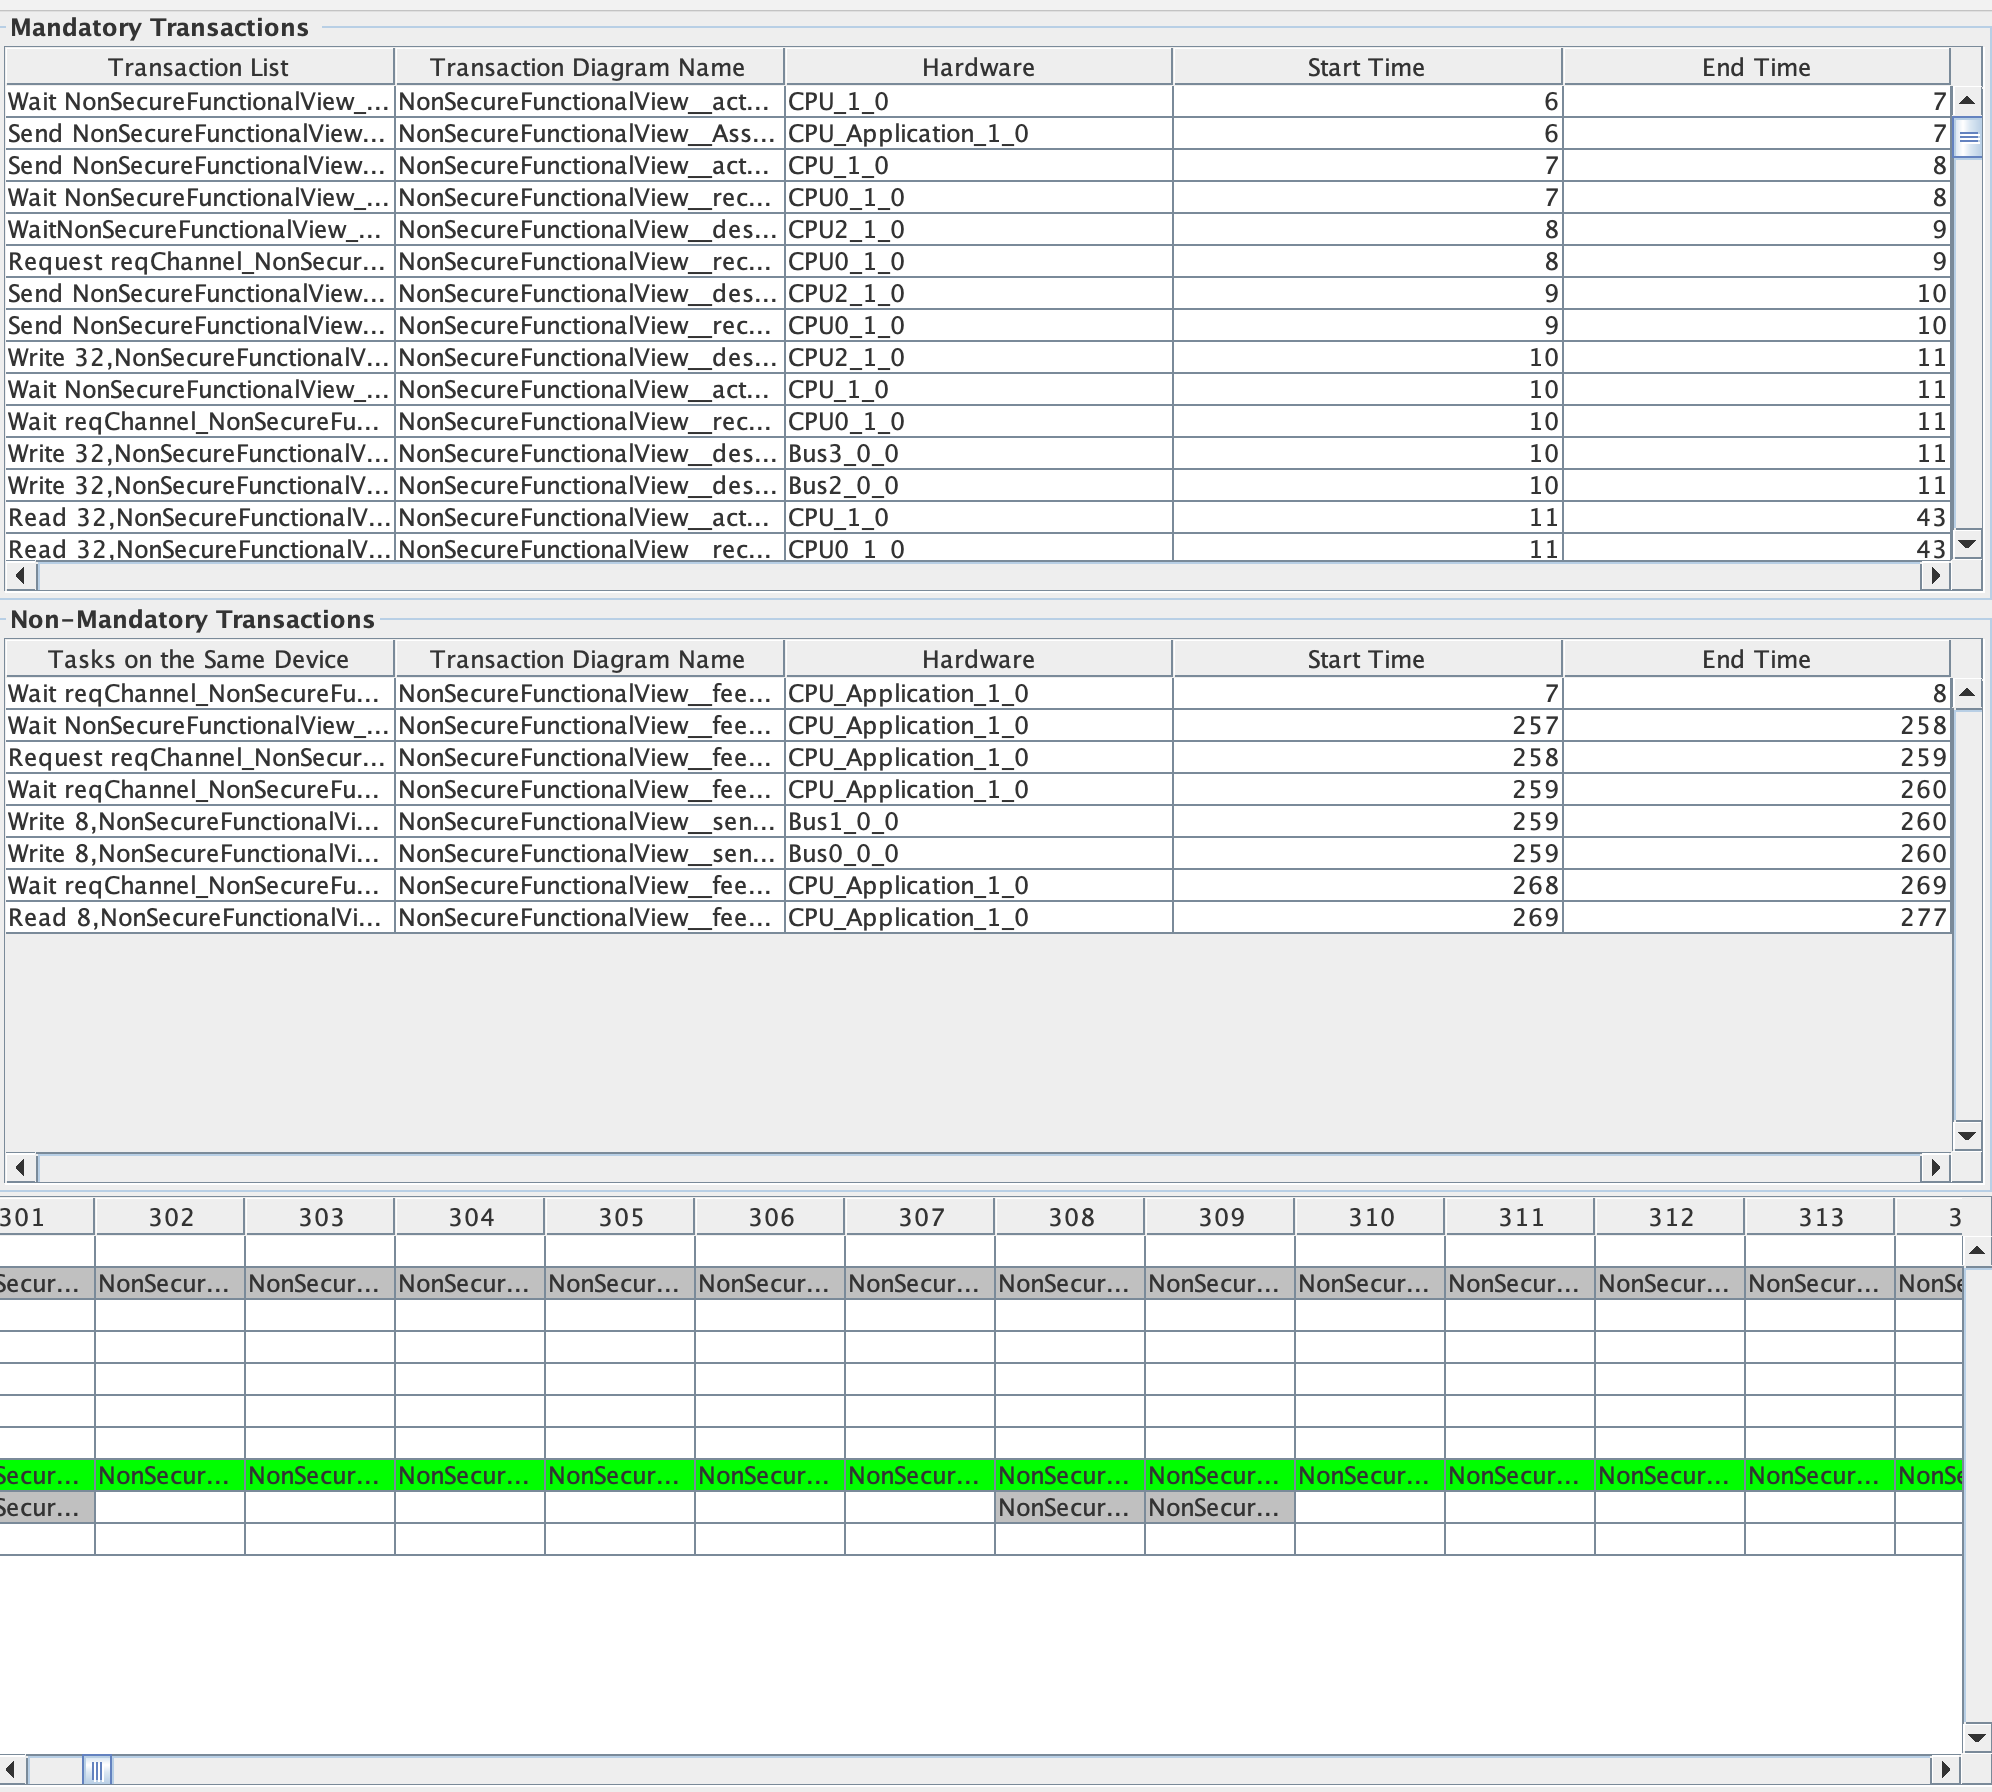 Mandatory Transactions
Transaction List Transaction Diagram Name Hardware Start Time End Time
Wait NonSecureFunctionalView_... NonSecureFunctionalView__act... CPU_1_0 6 7
Send NonSecureFunctionalView... NonSecureFunctionalView__Ass... CPU_Application_1_0 6 7
Send NonSecureFunctionalView... NonSecureFunctionalView__act... CPU_1_0 7 8
Wait NonSecureFunctionalView_... NonSecureFunctionalView__rec... CPU0_1_0 7 8
WaitNonSecureFunctionalView_... NonSecureFunctionalView__des... CPU2_1_0 8 9
Request reqChannel_NonSecur... NonSecureFunctionalView__rec... CPU0_1_0 8 9
Send NonSecureFunctionalView... NonSecureFunctionalView__des... CPU2_1_0 9 10
Send NonSecureFunctionalView... NonSecureFunctionalView__rec... CPU0_1_0 9 10
Write 32,NonSecureFunctionalV... NonSecureFunctionalView__des... CPU2_1_0 10 11
Wait NonSecureFunctionalView_... NonSecureFunctionalView__act... CPU_1_0 10 11
Wait reqChannel_NonSecureFu... NonSecureFunctionalView__rec... CPU0_1_0 10 11
Write 32,NonSecureFunctionalV... NonSecureFunctionalView__des... Bus3_0_0 10 11
Write 32,NonSecureFunctionalV... NonSecureFunctionalView__des... Bus2_0_0 10 11
Read 32,NonSecureFunctionalV... NonSecureFunctionalView__act... CPU_1_0 11 43
Read 32,NonSecureFunctionalV... NonSecureFunctionalView__rec... CPU0_1_0 11 43
Non-Mandatory Transactions
Tasks on the Same Device Transaction Diagram Name Hardware Start Time End Time
Wait reqChannel_NonSecureFu... NonSecureFunctionalView__fee... CPU_Application_1_0 7 8
Wait NonSecureFunctionalView_... NonSecureFunctionalView__fee... CPU_Application_1_0 257 258
Request reqChannel_NonSecur... NonSecureFunctionalView__fee... CPU_Application_1_0 258 259
Wait reqChannel_NonSecureFu... NonSecureFunctionalView__fee... CPU_Application_1_0 259 260
Write 8,NonSecureFunctionalVi... NonSecureFunctionalView__sen... Bus1_0_0 259 260
Write 8,NonSecureFunctionalVi... NonSecureFunctionalView__sen... Bus0_0_0 259 260
Wait reqChannel_NonSecureFu... NonSecureFunctionalView__fee... CPU_Application_1_0 268 269
Read 8,NonSecureFunctionalVi... NonSecureFunctionalView__fee... CPU_Application_1_0 269 277
301 302 303 304 305 306 307 308 309 310 311 312 313 3
Secur... NonSecur... NonSecur... NonSecur... NonSecur... NonSecur... NonSecur... NonSecur... NonSecur... NonSecur... NonSecur... NonSecur... NonSecur... NonSe
Secur... NonSecur... NonSecur... NonSecur... NonSecur... NonSecur... NonSecur... NonSecur... NonSecur... NonSecur... NonSecur... NonSecur... NonSecur... NonSe
Secur... NonSecur... NonSecur...